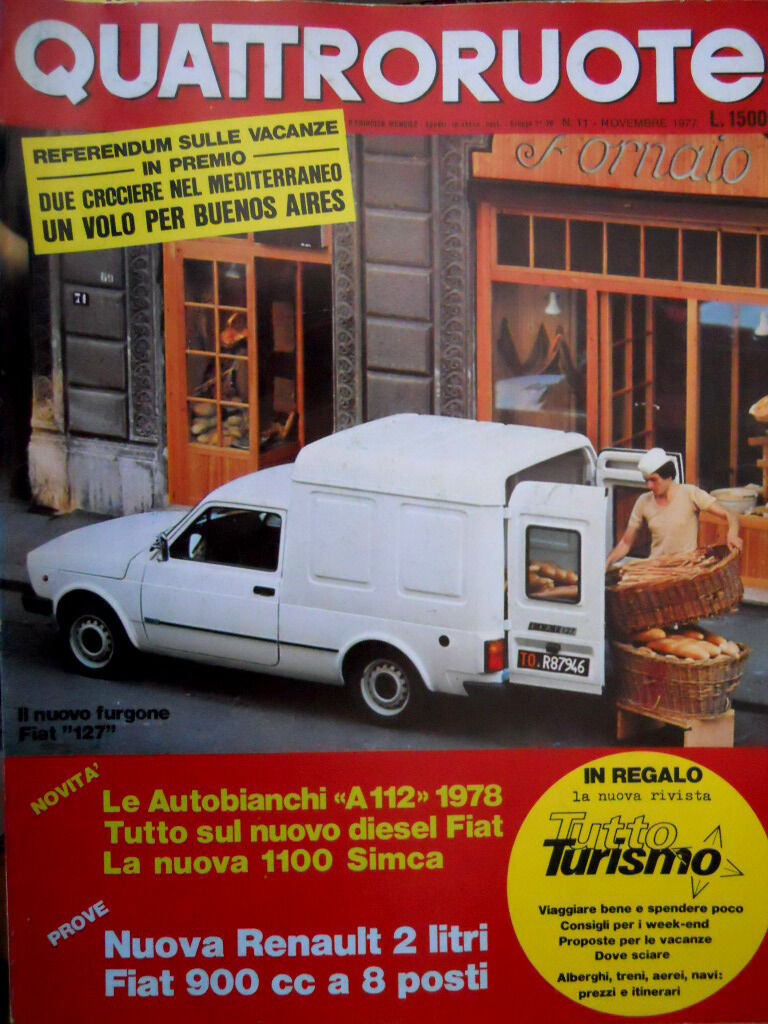 QUATTRORUOTE
N. 11 - NOVEMBRE 1977 L. 1500
REFERENDUM SULLE VACANZE
IN PREMIO
DUE CROCIERE NEL MEDITERRANEO
UN VOLO PER BUENOS AIRES
Fornaio
69
71
TO.R87946
Il nuovo furgone
Fiat "127"
NOVITA'
Le Autobianchi «A112» 1978
Tutto sul nuovo diesel Fiat
La nuova 1100 Simca
PROVE
Nuova Renault 2 litri
Fiat 900 cc a 8 posti
IN REGALO
la nuova rivista
Tutto
Turismo
Viaggiare bene e spendere poco
Consigli per i week-end
Proposte per le vacanze
Dove sciare
Alberghi, treni, aerei, navi:
prezzi e itinerari